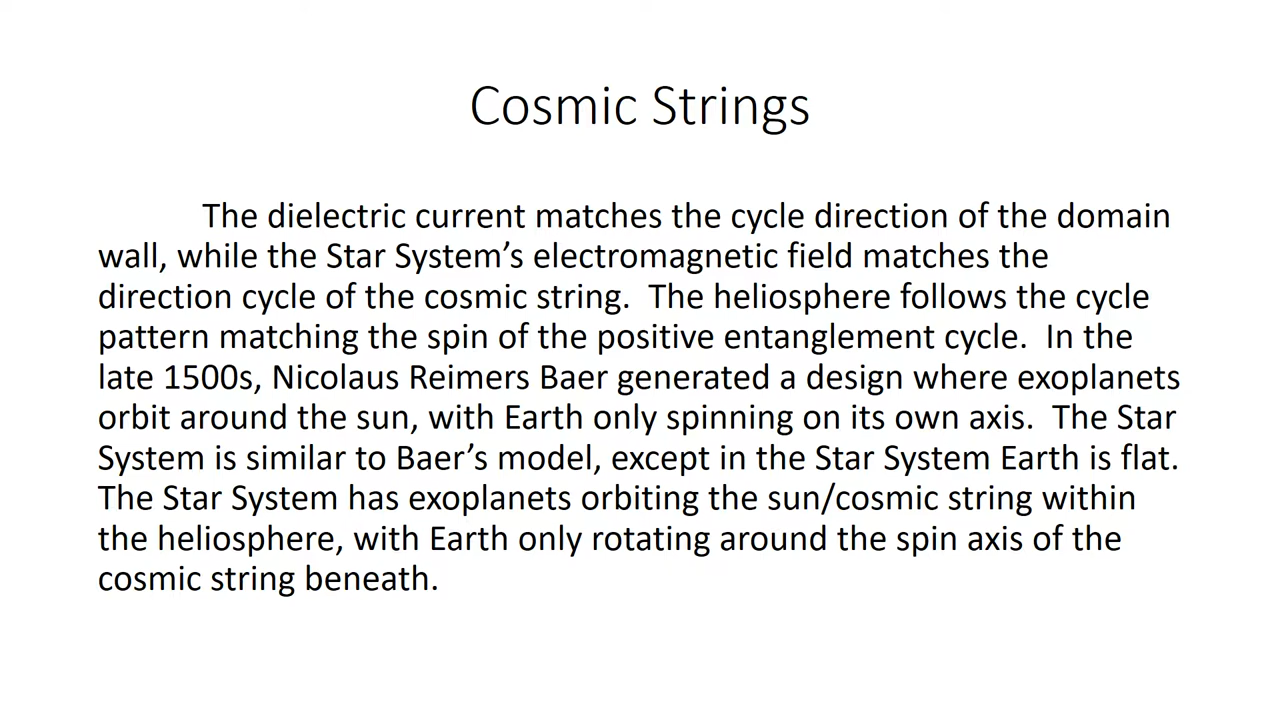 Cosmic Strings
The dielectric current matches the cycle direction of the domain
wall, while the Star System’s electromagnetic field matches the
direction cycle of the cosmic string.  The heliosphere follows the cycle
pattern matching the spin of the positive entanglement cycle.  In the
late 1500s, Nicolaus Reimers Baer generated a design where exoplanets
orbit around the sun, with Earth only spinning on its own axis.  The Star
System is similar to Baer’s model, except in the Star System Earth is flat.
The Star System has exoplanets orbiting the sun/cosmic string within
the heliosphere, with Earth only rotating around the spin axis of the
cosmic string beneath.